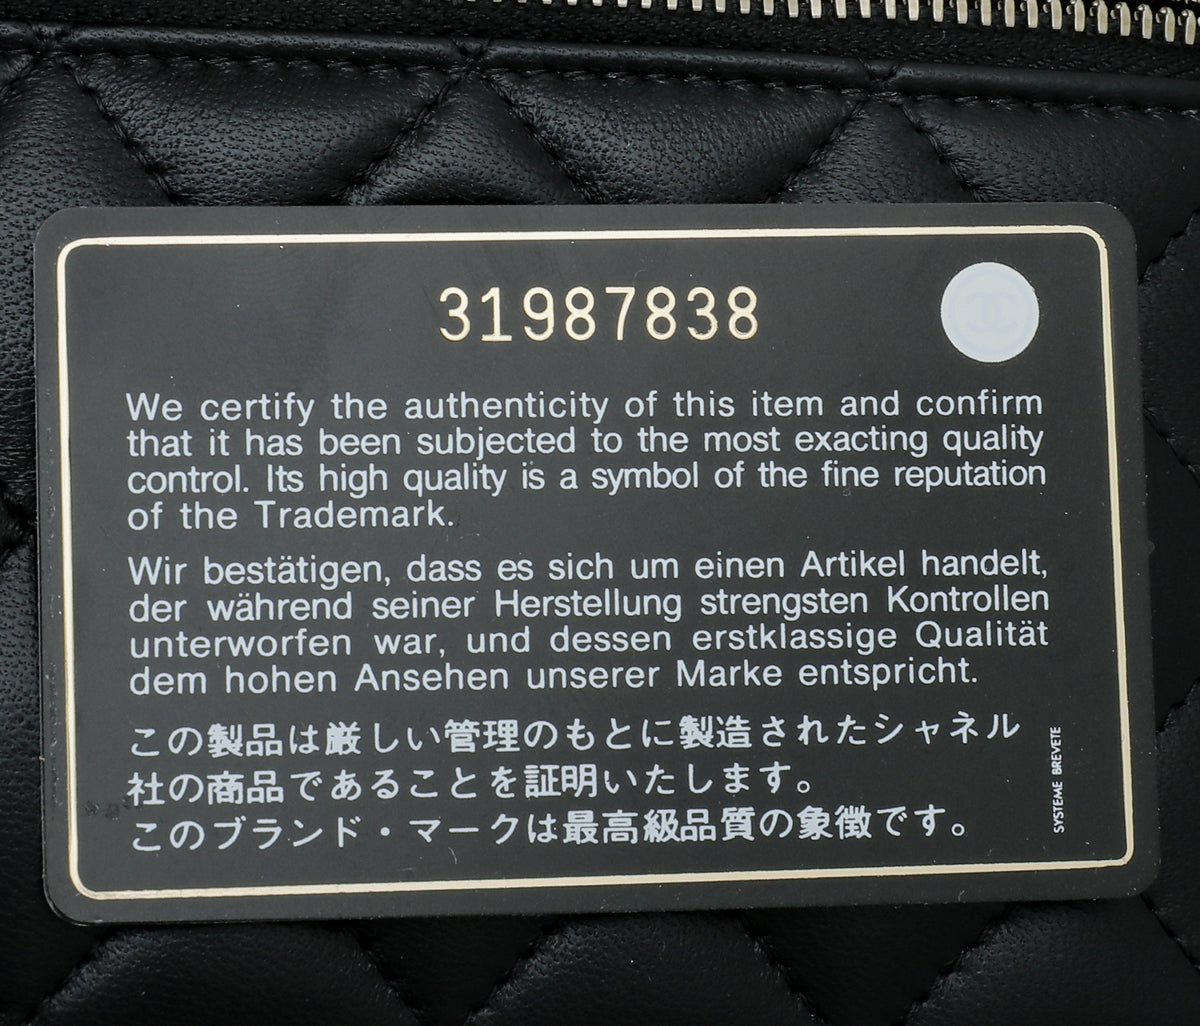 31987838
We certify the authenticity of this item and confirm
that it has been subjected to the most exacting quality
control. Its high quality is a symbol of the fine reputation
of the Trademark.
Wir bestätigen, dass es sich um einen Artikel handelt,
der während seiner Herstellung strengsten Kontrollen
unterworfen war, und dessen erstklassige Qualität
dem hohen Ansehen unserer Marke entspricht.
この製品は厳しい管理のもとに製造されたシャネル
社の商品であることを証明いたします。
このブランド・マークは最高級品質の象徴です。
SYSTEME BREVETE